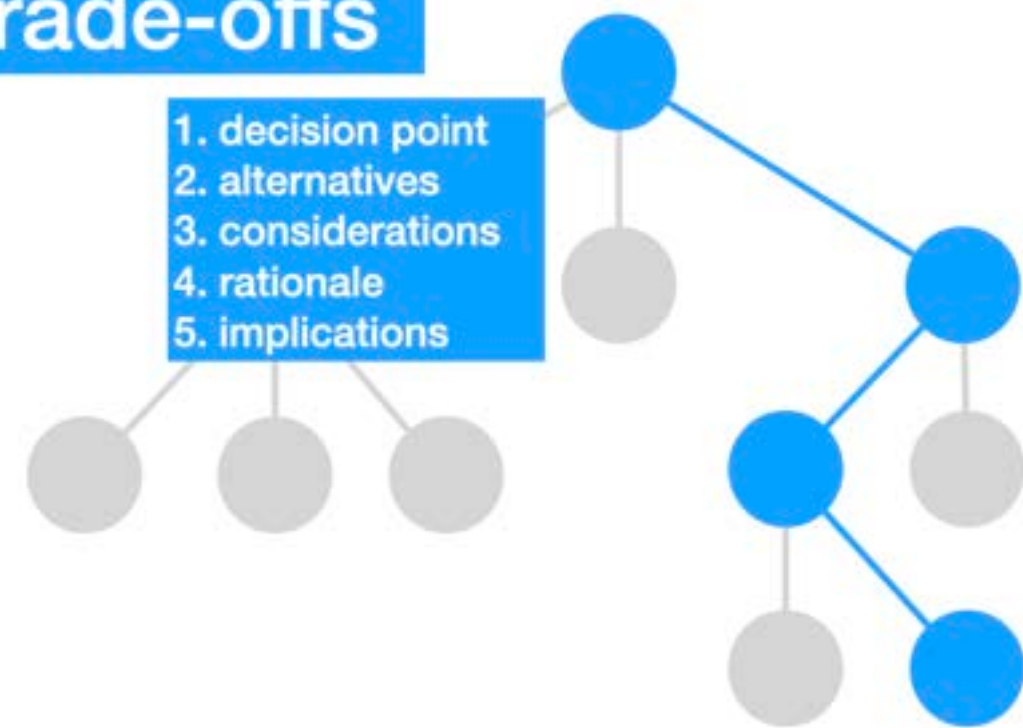 rade-offs
1. decision point
2. alternatives
3. considerations
4. rationale
5. implications